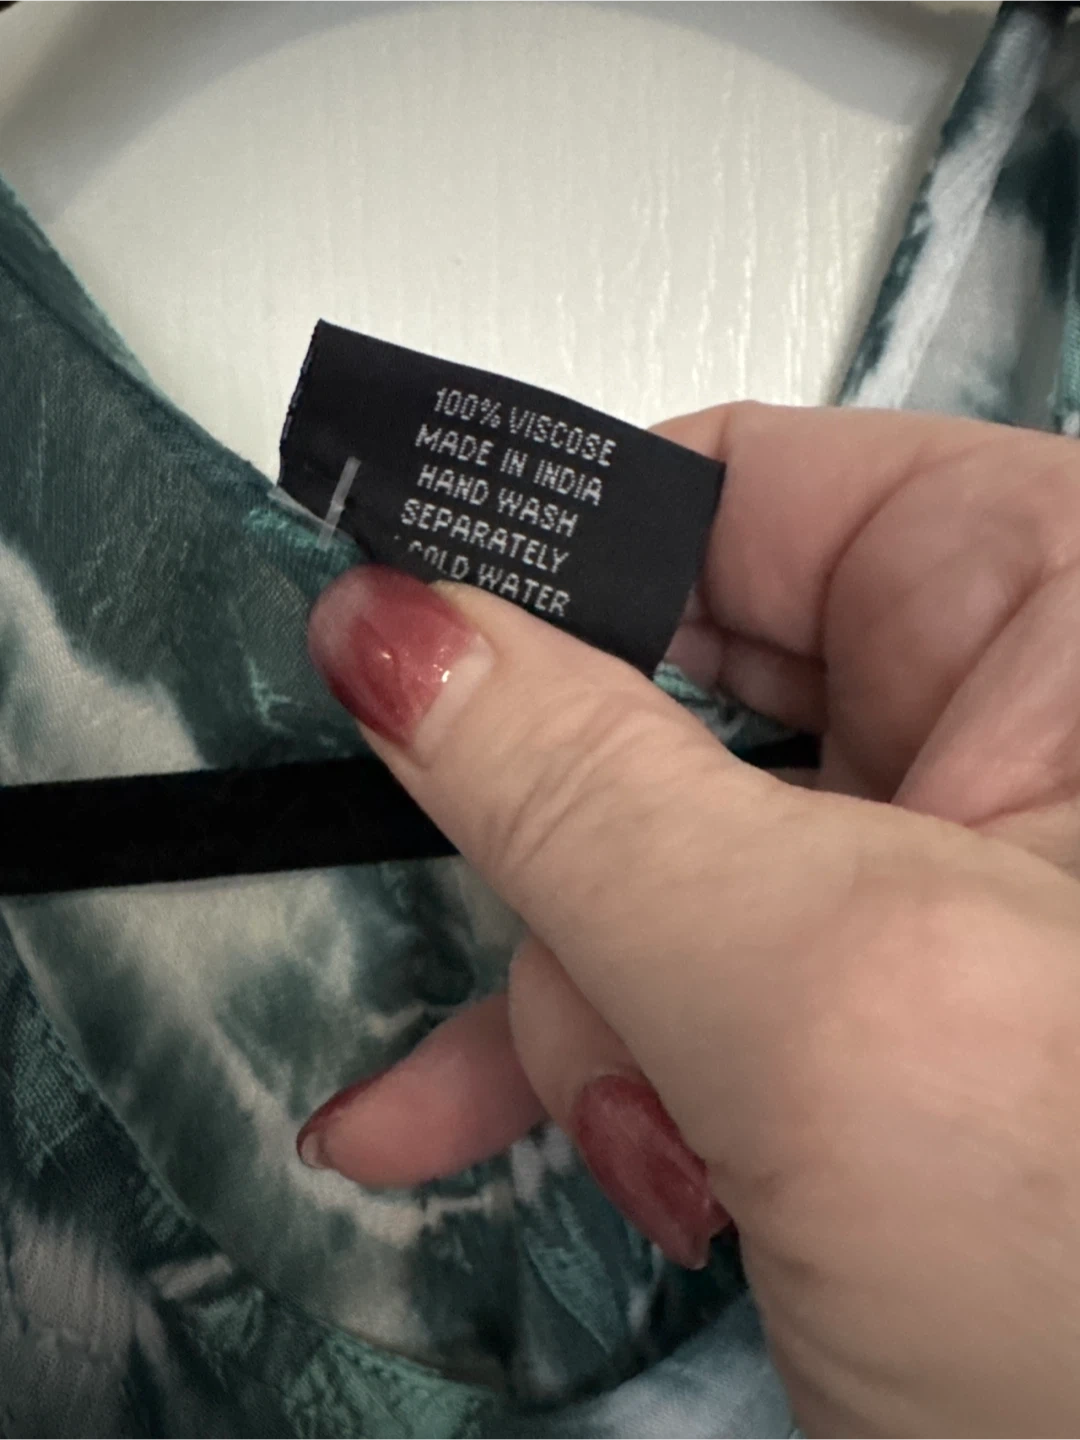 100% VISCOSE
MADE IN INDIA
HAND WASH
SEPARATELY
COLD WATER